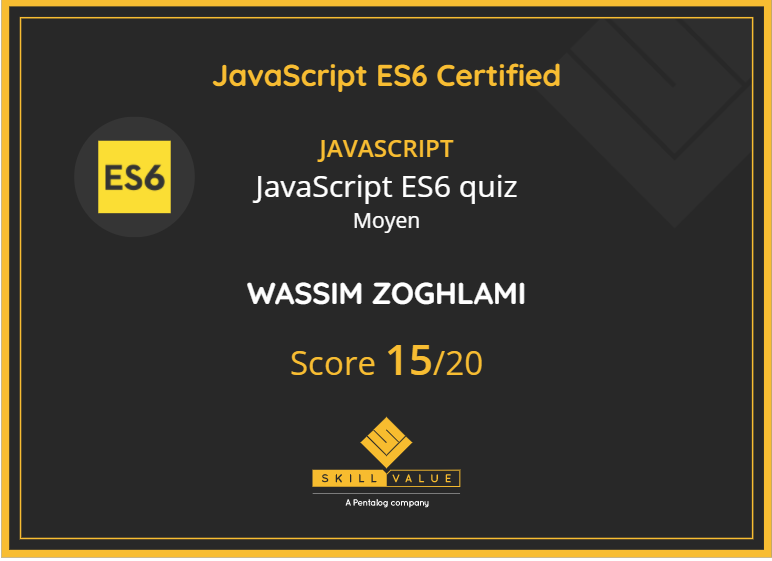 JavaScript ES6 Certified
ES6
JAVASCRIPT
JavaScript ES6 quiz
Moyen
WASSIM ZOGHLAMI
Score 15/20
SKILL VALUE
A Pentalog company